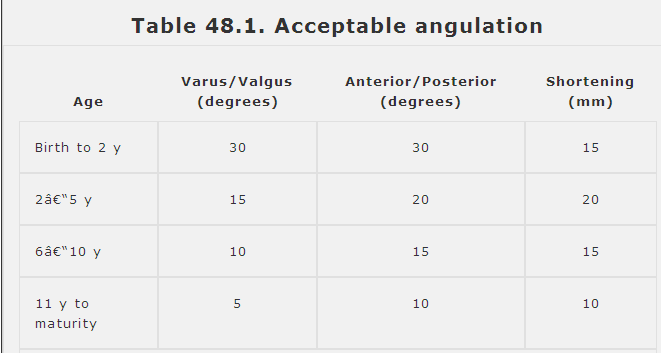 Table 48.1. Acceptable angulation
Age
Varus/Valgus
(degrees)
Anterior/Posterior
(degrees)
Shortening
(mm)
Birth to 2 y 30 30 15
2â€“5 y 15 20 20
6â€“10 y 10 15 15
11 y to
maturity 5 10 10